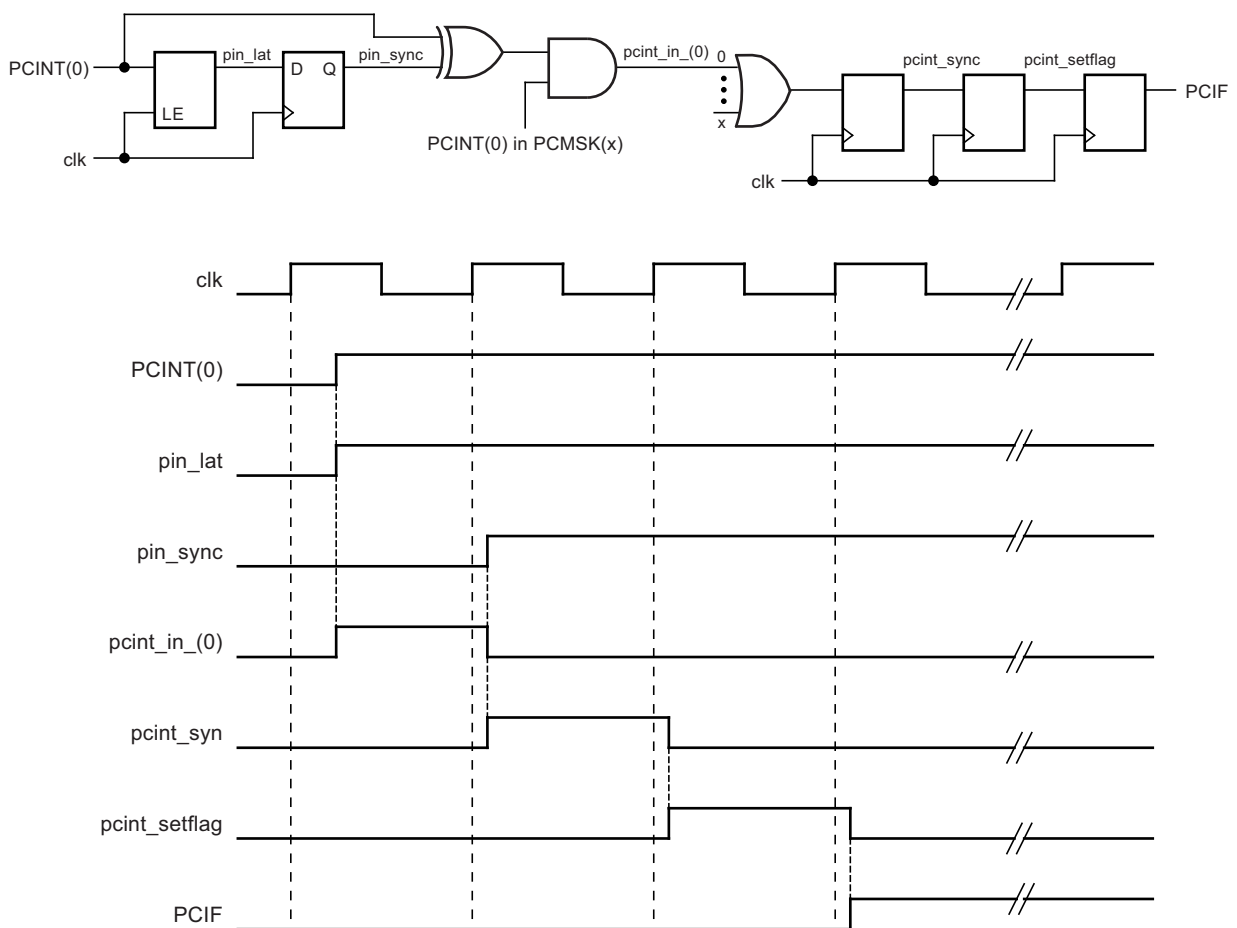 PCINT(0)
pin_lat
pin_sync
pcint_in_(0)
0
pcint_sync
pcint_setflag
D
Q
LE
x
PCIF
PCINT(0) in PCMSK(x)
clk
clk
clk
PCINT(0)
pin_lat
pin_sync
pcint_in_(0)
pcint_syn
pcint_setflag
PCIF